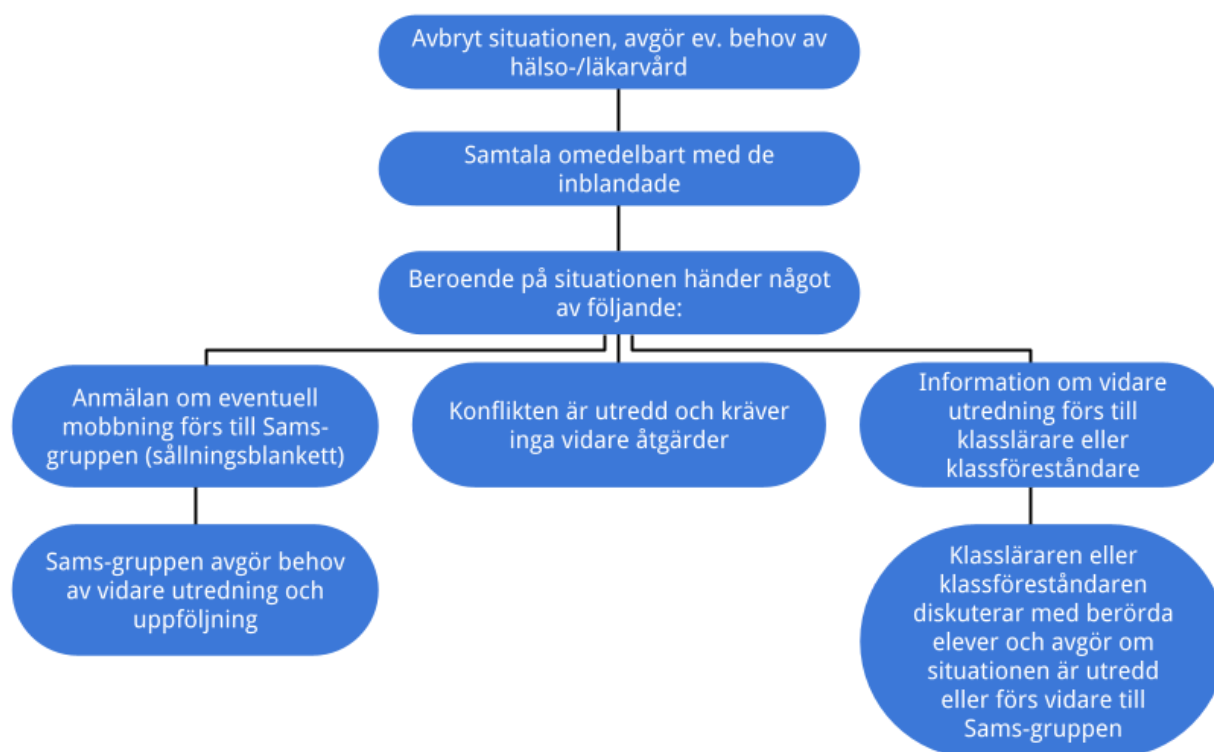 Avbryt situationen, avgör ev. behov av
hälso-/läkarvård
Samtala omedelbart med de
inblandade
Beroende på situationen händer något
av följande:
Anmälan om eventuell
mobbning förs till Sams-
gruppen (sållningsblankett)
Sams-gruppen avgör behov
av vidare utredning och
uppföljning
Konflikten är utredd och kräver
inga vidare åtgärder
Information om vidare
utredning förs till
klasslärare eller
klassföreståndare
Klassläraren eller
klassföreståndaren
diskuterar med berörda
elever och avgör om
situationen är utredd
eller förs vidare till
Sams-gruppen